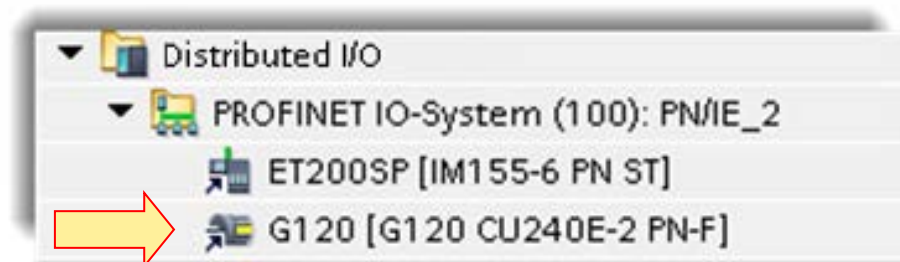 Distributed I/O
PROFINET IO-System (100): PN/IE_2
ET200SP [IM155-6 PN ST]
G120 [G120 CU240E-2 PN-F]